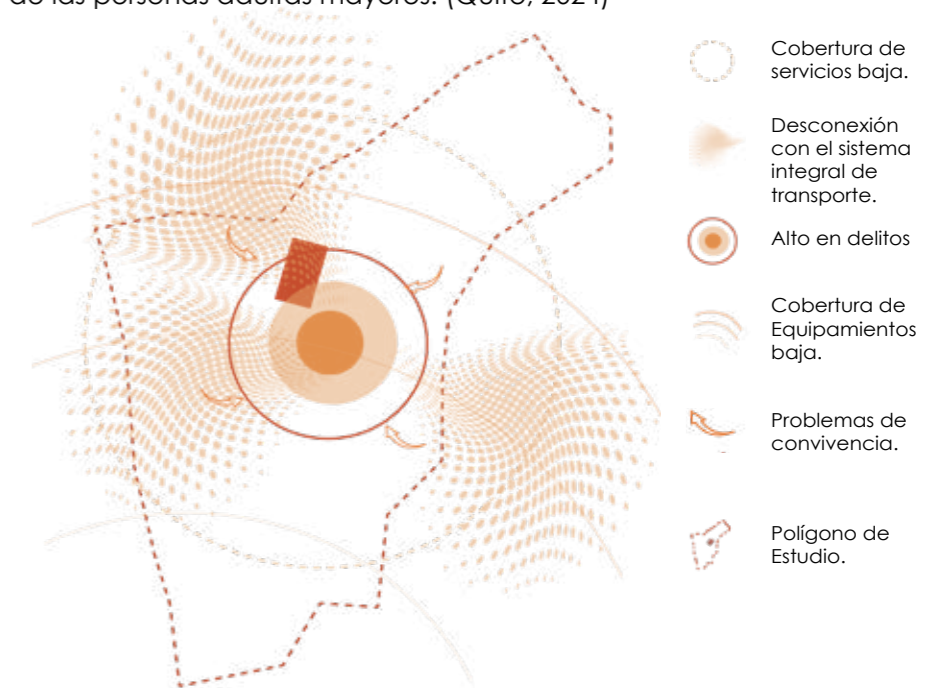 de las personas adultas mayores. (Quito, 2024)
Cobertura de
servicios baja.
Desconexión
con el sistema
integral de
transporte.
Alto en delitos
Cobertura de
Equipamientos
baja.
Problemas de
convivencia.
Polígono de
Estudio.